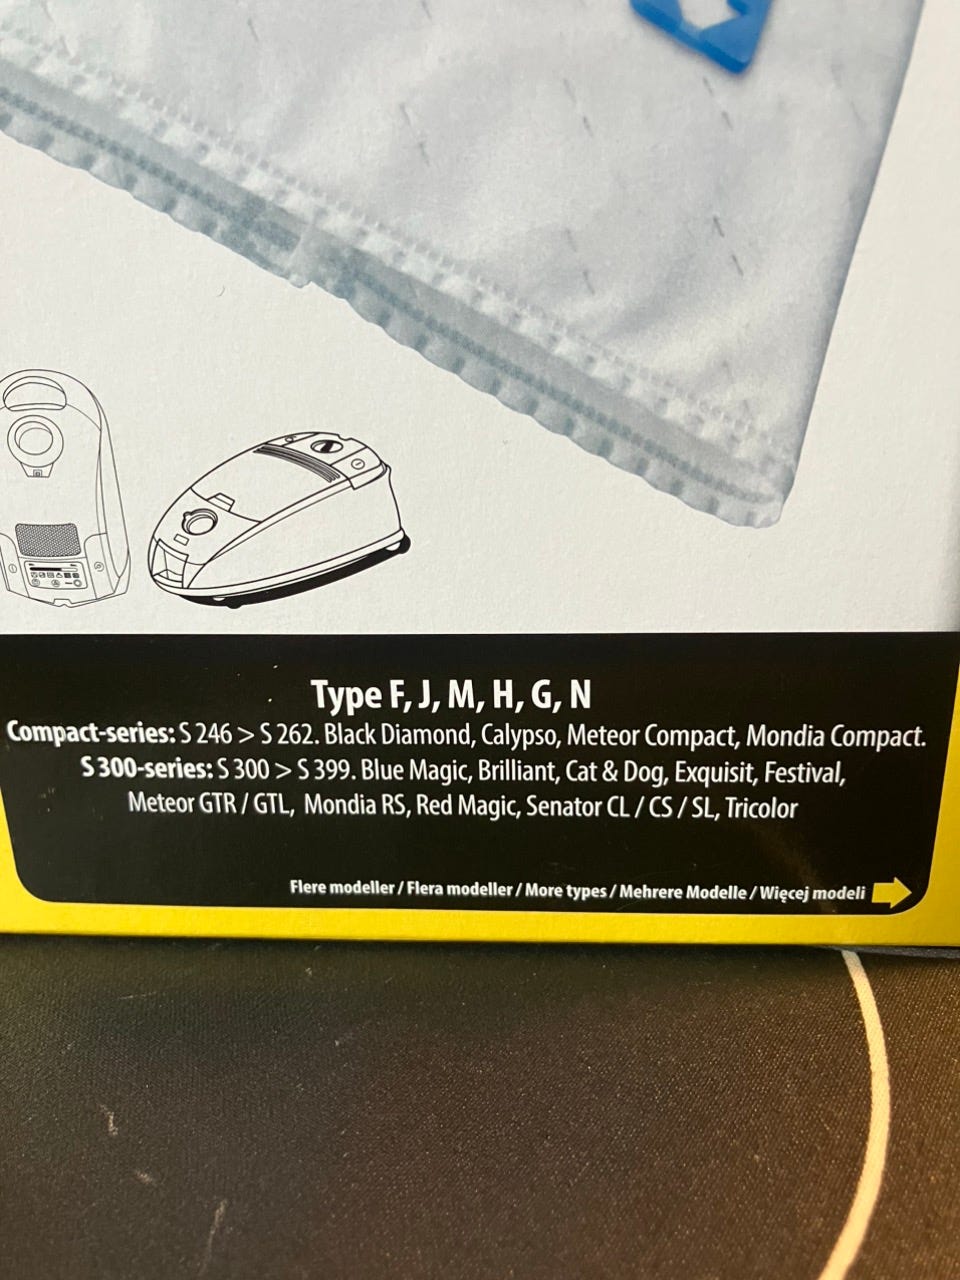 Type F, J, M, H, G, N
Compact-series: S 246 > S 262. Black Diamond, Calypso, Meteor Compact, Mondia Compact.
S 300-series: S 300 > S 399. Blue Magic, Brilliant, Cat & Dog, Exquisit, Festival,
Meteor GTR / GTL, Mondia RS, Red Magic, Senator CL / CS / SL, Tricolor
Flere modeller / Flera modeller / More types / Mehrere Modelle / Więcej modeli